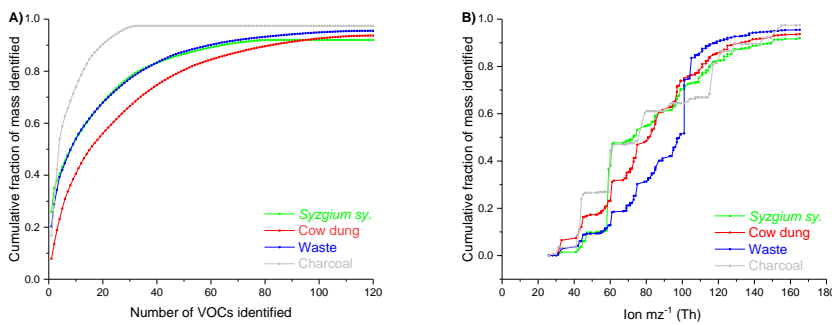 A)
Cumulative fraction of mass identified
1.0
0.8
0.6
0.4
0.2
0.0
0 20 40 60 80 100 120
Number of VOCs identified
Syzgium sy.
Cow dung
Waste
Charcoal
B)
Cumulative fraction of mass identified
1.0
0.8
0.6
0.4
0.2
0.0
20 40 60 80 100 120 140 160 180
Ion mz⁻¹ (Th)
Syzgium sy.
Cow dung
Waste
Charcoal